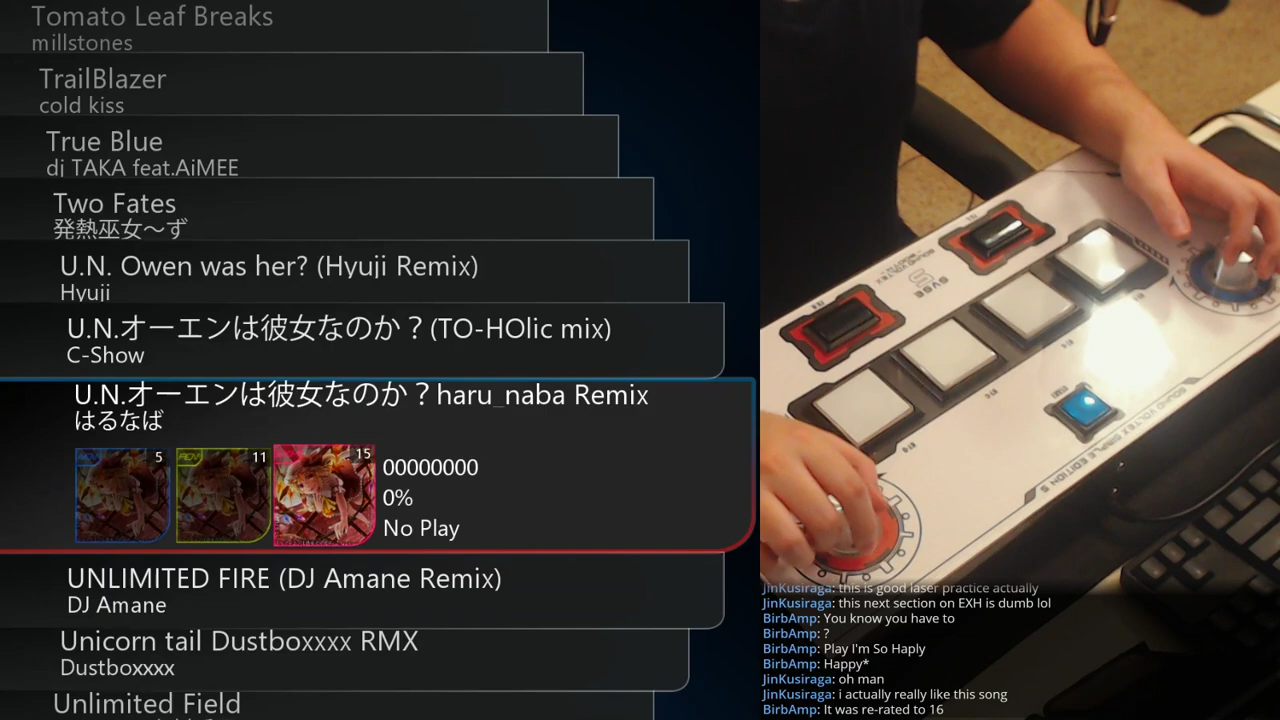 Tomato Leaf Breaks
millstones
TrailBlazer
cold kiss
True Blue
dj TAKA feat.AiMEE
Two Fates
発熱巫女～ず
U.N. Owen was her? (Hyuji Remix)
Hyuji
U.N.オーエンは彼女なのか？(TO-HOlic mix)
C-Show
U.N.オーエンは彼女なのか？haru_naba Remix
はるなば
5
11
15
00000000
0%
No Play
UNLIMITED FIRE (DJ Amane Remix)
DJ Amane
Unicorn tail Dustboxxxx RMX
Dustboxxxx
Unlimited Field
SVSE
START
SOUND VOLTEX SIMPLE EDITION S
JinKusiraga: this is good laser practice actually
JinKusiraga: this next section on EXH is dumb lol
BirbAmp: You know you have to
BirbAmp: ?
BirbAmp: Play I'm So Haply
BirbAmp: Happy*
JinKusiraga: oh man
JinKusiraga: i actually really like this song
BirbAmp: It was re-rated to 16